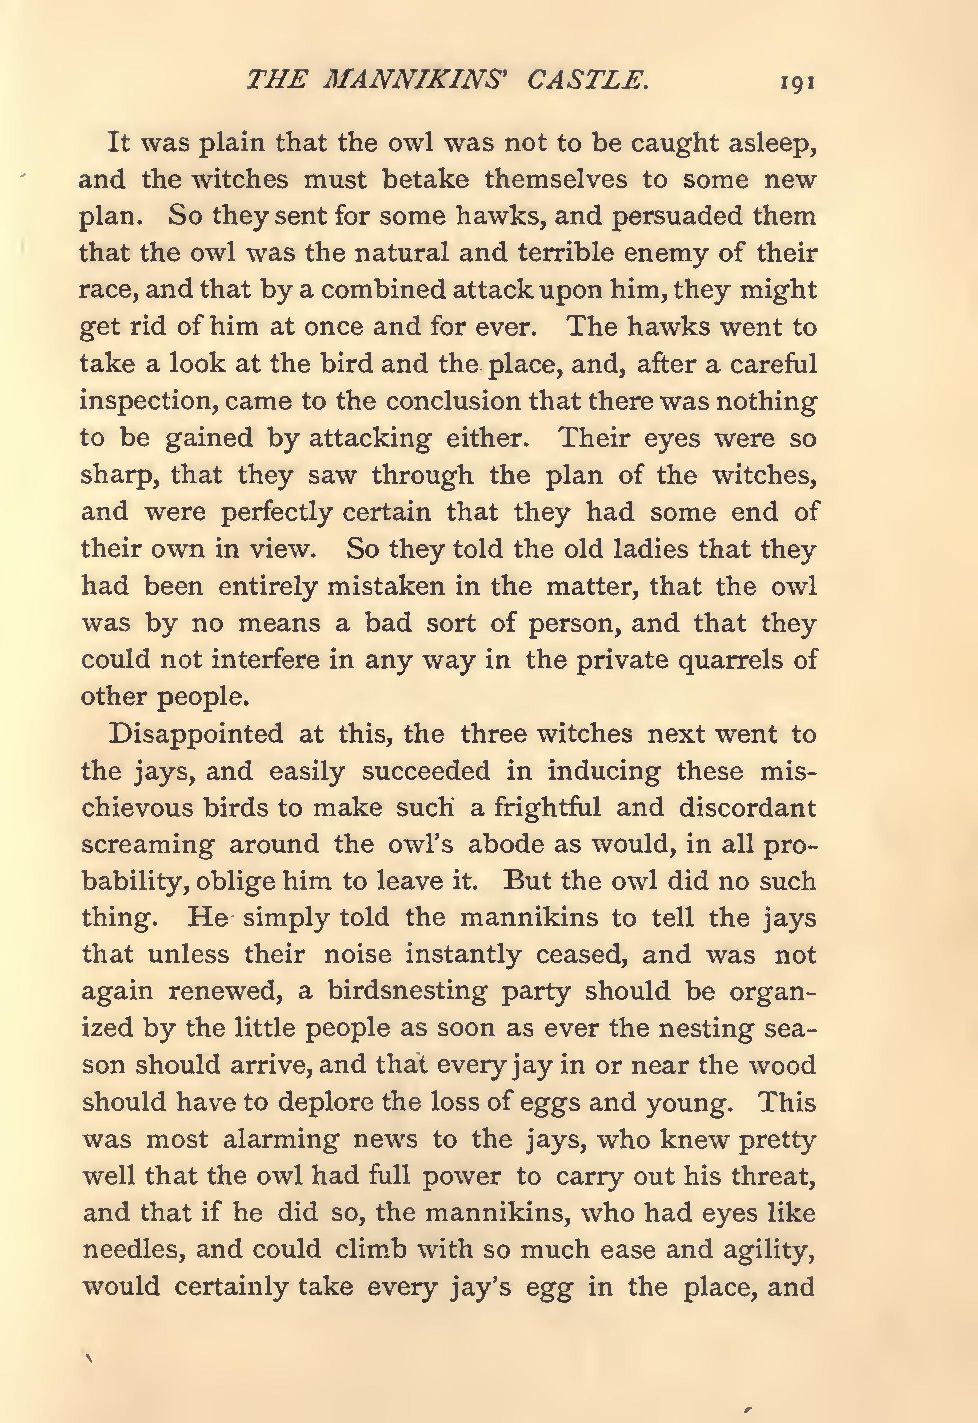 THE MANNIKINS' CASTLE. 191
It was plain that the owl was not to be caught asleep,
and the witches must betake themselves to some new
plan. So they sent for some hawks, and persuaded them
that the owl was the natural and terrible enemy of their
race, and that by a combined attack upon him, they might
get rid of him at once and for ever. The hawks went to
take a look at the bird and the place, and, after a careful
inspection, came to the conclusion that there was nothing
to be gained by attacking either. Their eyes were so
sharp, that they saw through the plan of the witches,
and were perfectly certain that they had some end of
their own in view. So they told the old ladies that they
had been entirely mistaken in the matter, that the owl
was by no means a bad sort of person, and that they
could not interfere in any way in the private quarrels of
other people.
Disappointed at this, the three witches next went to
the jays, and easily succeeded in inducing these mis-
chievous birds to make such a frightful and discordant
screaming around the owl's abode as would, in all pro-
bability, oblige him to leave it. But the owl did no such
thing. He simply told the mannikins to tell the jays
that unless their noise instantly ceased, and was not
again renewed, a birdsnesting party should be organ-
ized by the little people as soon as ever the nesting sea-
son should arrive, and that every jay in or near the wood
should have to deplore the loss of eggs and young. This
was most alarming news to the jays, who knew pretty
well that the owl had full power to carry out his threat,
and that if he did so, the mannikins, who had eyes like
needles, and could climb with so much ease and agility,
would certainly take every jay's egg in the place, and